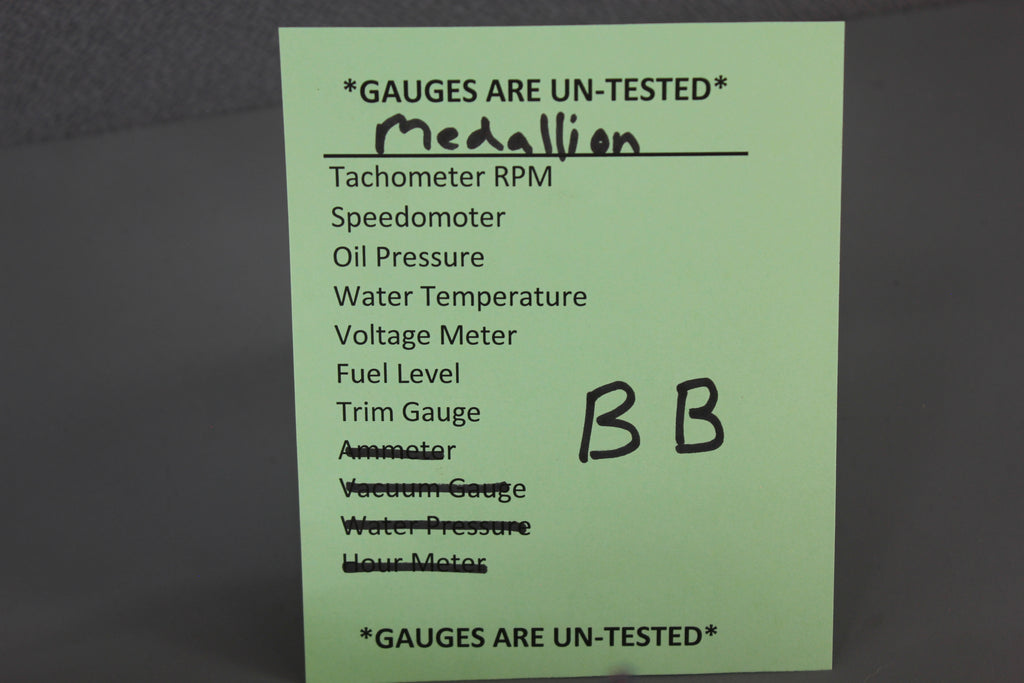 *GAUGES ARE UN-TESTED*
Medallion
Tachometer RPM
Speedomoter
Oil Pressure
Water Temperature
Voltage Meter
Fuel Level
Trim Gauge
B B
Ammeter
Vacuum Gauge
Water Pressure
Hour Meter
*GAUGES ARE UN-TESTED*